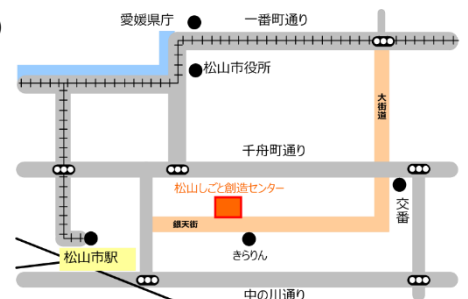 愛媛県庁
一番町通り
松山市役所
大街道
千舟町通り
松山しごと創造センター
交番
銀天街
きらりん
松山市駅
中の川通り